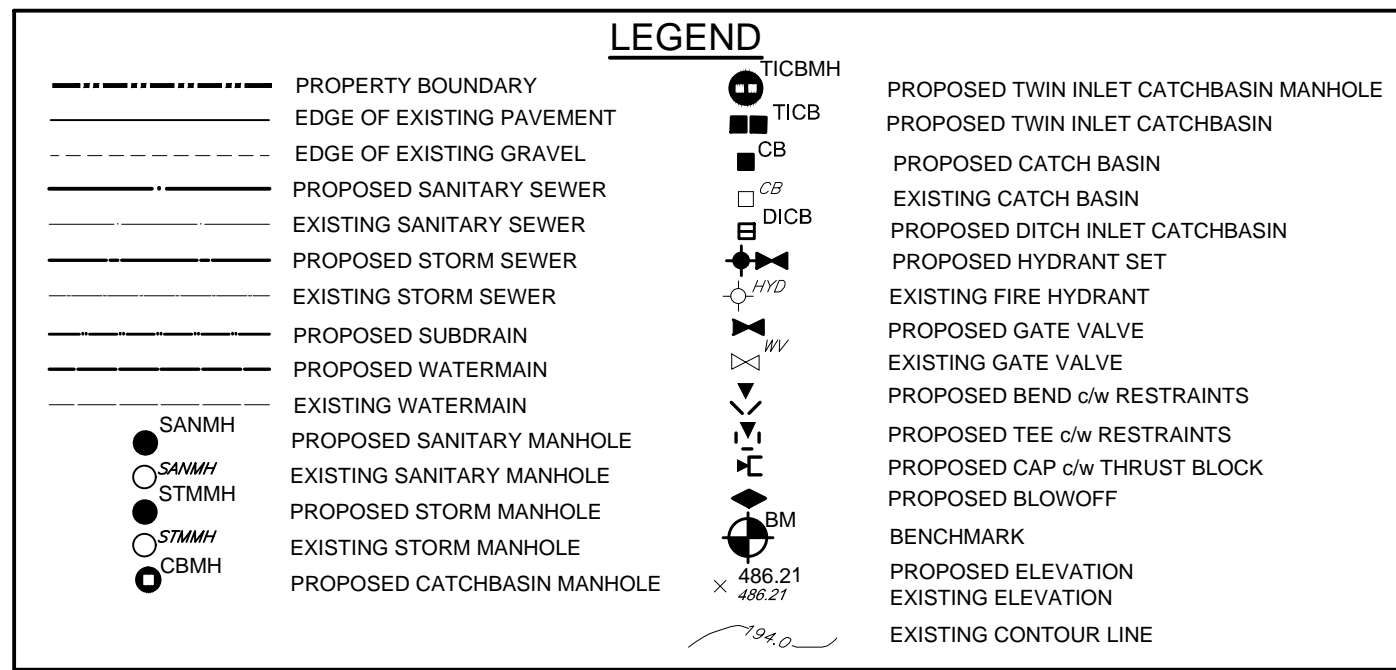 LEGEND
PROPERTY BOUNDARY
EDGE OF EXISTING PAVEMENT
EDGE OF EXISTING GRAVEL
PROPOSED SANITARY SEWER
EXISTING SANITARY SEWER
PROPOSED STORM SEWER
EXISTING STORM SEWER
PROPOSED SUBDRAIN
PROPOSED WATERMAIN
EXISTING WATERMAIN
SANMH PROPOSED SANITARY MANHOLE
SANMH EXISTING SANITARY MANHOLE
STMMH PROPOSED STORM MANHOLE
STMMH EXISTING STORM MANHOLE
CBMH PROPOSED CATCHBASIN MANHOLE
TICBMH PROPOSED TWIN INLET CATCHBASIN MANHOLE
TICB PROPOSED TWIN INLET CATCHBASIN
CB PROPOSED CATCH BASIN
CB EXISTING CATCH BASIN
DICB PROPOSED DITCH INLET CATCHBASIN
PROPOSED HYDRANT SET
HYD EXISTING FIRE HYDRANT
PROPOSED GATE VALVE
WV EXISTING GATE VALVE
PROPOSED BEND c/w RESTRAINTS
PROPOSED TEE c/w RESTRAINTS
PROPOSED CAP c/w THRUST BLOCK
PROPOSED BLOWOFF
BM BENCHMARK
486.21 PROPOSED ELEVATION
486.21 EXISTING ELEVATION
194.0 EXISTING CONTOUR LINE